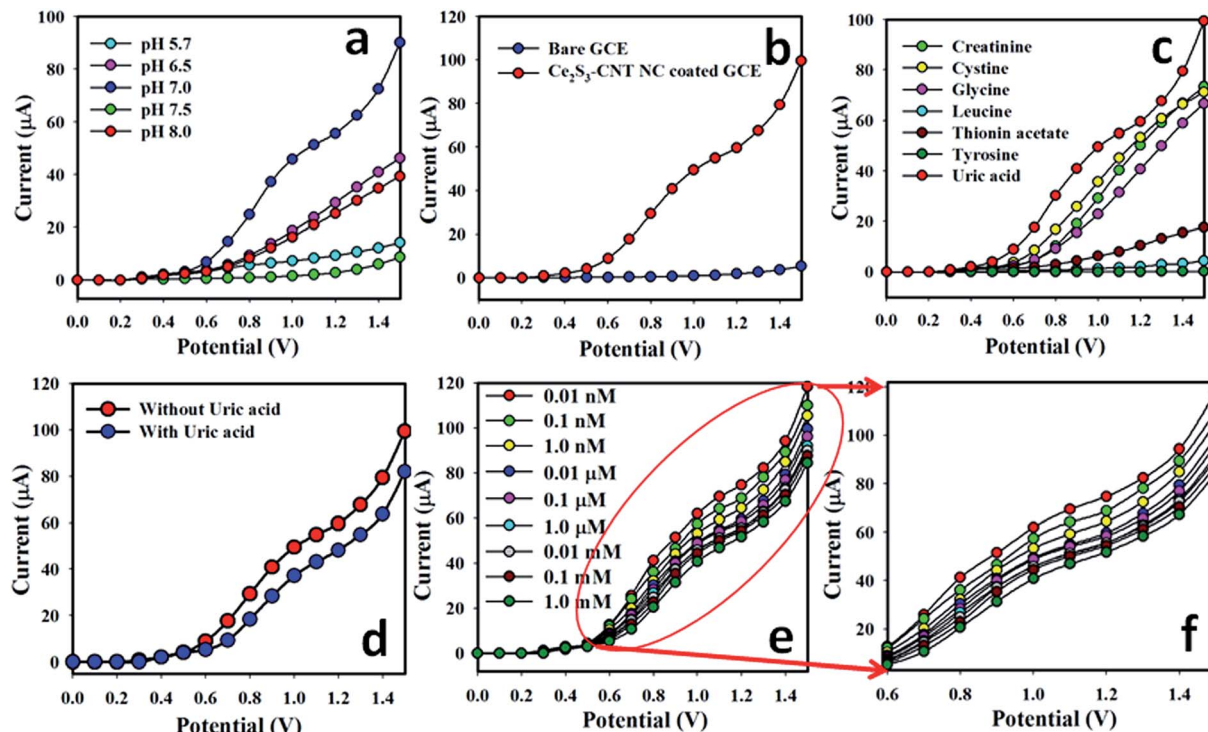 a
pH 5.7
pH 6.5
pH 7.0
pH 7.5
pH 8.0
100
80
60
40
20
0
Current (μA)
0.0 0.2 0.4 0.6 0.8 1.0 1.2 1.4
Potential (V)
b
Bare GCE
Ce₂S₃-CNT NC coated GCE
120
100
80
60
40
20
0
Current (μA)
0.0 0.2 0.4 0.6 0.8 1.0 1.2 1.4
Potential (V)
c
Creatinine
Cystine
Glycine
Leucine
Thionin acetate
Tyrosine
Uric acid
100
80
60
40
20
0
Current (μA)
0.0 0.2 0.4 0.6 0.8 1.0 1.2 1.4
Potential (V)
d
Without Uric acid
With Uric acid
120
100
80
60
40
20
0
Current (μA)
0.0 0.2 0.4 0.6 0.8 1.0 1.2 1.4
Potential (V)
e
0.01 nM
0.1 nM
1.0 nM
0.01 μM
0.1 μM
1.0 μM
0.01 mM
0.1 mM
1.0 mM
120
100
80
60
40
20
0
Current (μA)
0.0 0.2 0.4 0.6 0.8 1.0 1.2 1.4
Potential (V)
f
100
80
60
40
20
Current (μA)
0.6 0.8 1.0 1.2 1.4
Potential (V)